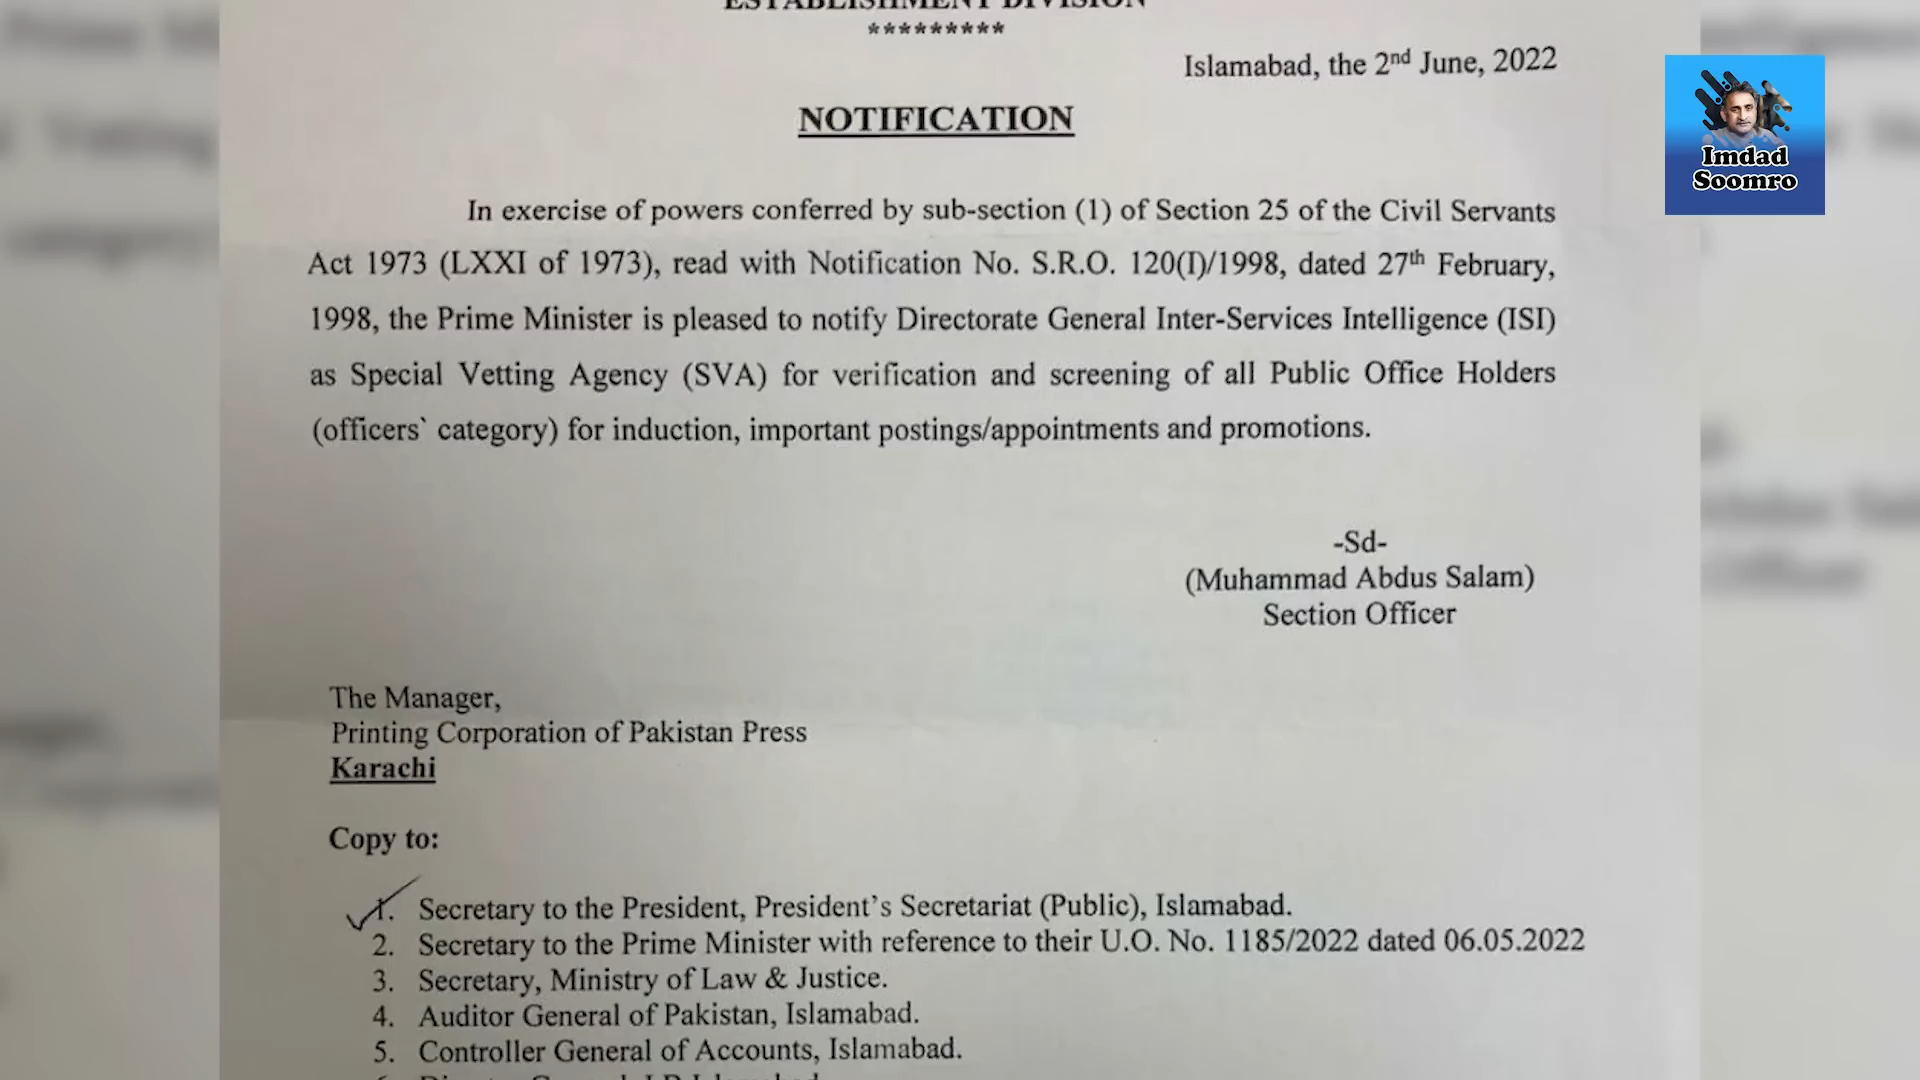 ESTABLISHMENT DIVISION
*********
Islamabad, the 2nd June, 2022
NOTIFICATION
In exercise of powers conferred by sub-section (1) of Section 25 of the Civil Servants
Act 1973 (LXXI of 1973), read with Notification No. S.R.O. 120(I)/1998, dated 27th February,
1998, the Prime Minister is pleased to notify Directorate General Inter-Services Intelligence (ISI)
as Special Vetting Agency (SVA) for verification and screening of all Public Office Holders
(officers` category) for induction, important postings/appointments and promotions.
-Sd-
(Muhammad Abdus Salam)
Section Officer
The Manager,
Printing Corporation of Pakistan Press
Karachi
Copy to:
1. Secretary to the President, President's Secretariat (Public), Islamabad.
2. Secretary to the Prime Minister with reference to their U.O. No. 1185/2022 dated 06.05.2022
3. Secretary, Ministry of Law & Justice.
4. Auditor General of Pakistan, Islamabad.
5. Controller General of Accounts, Islamabad.
Imdad
Soomro